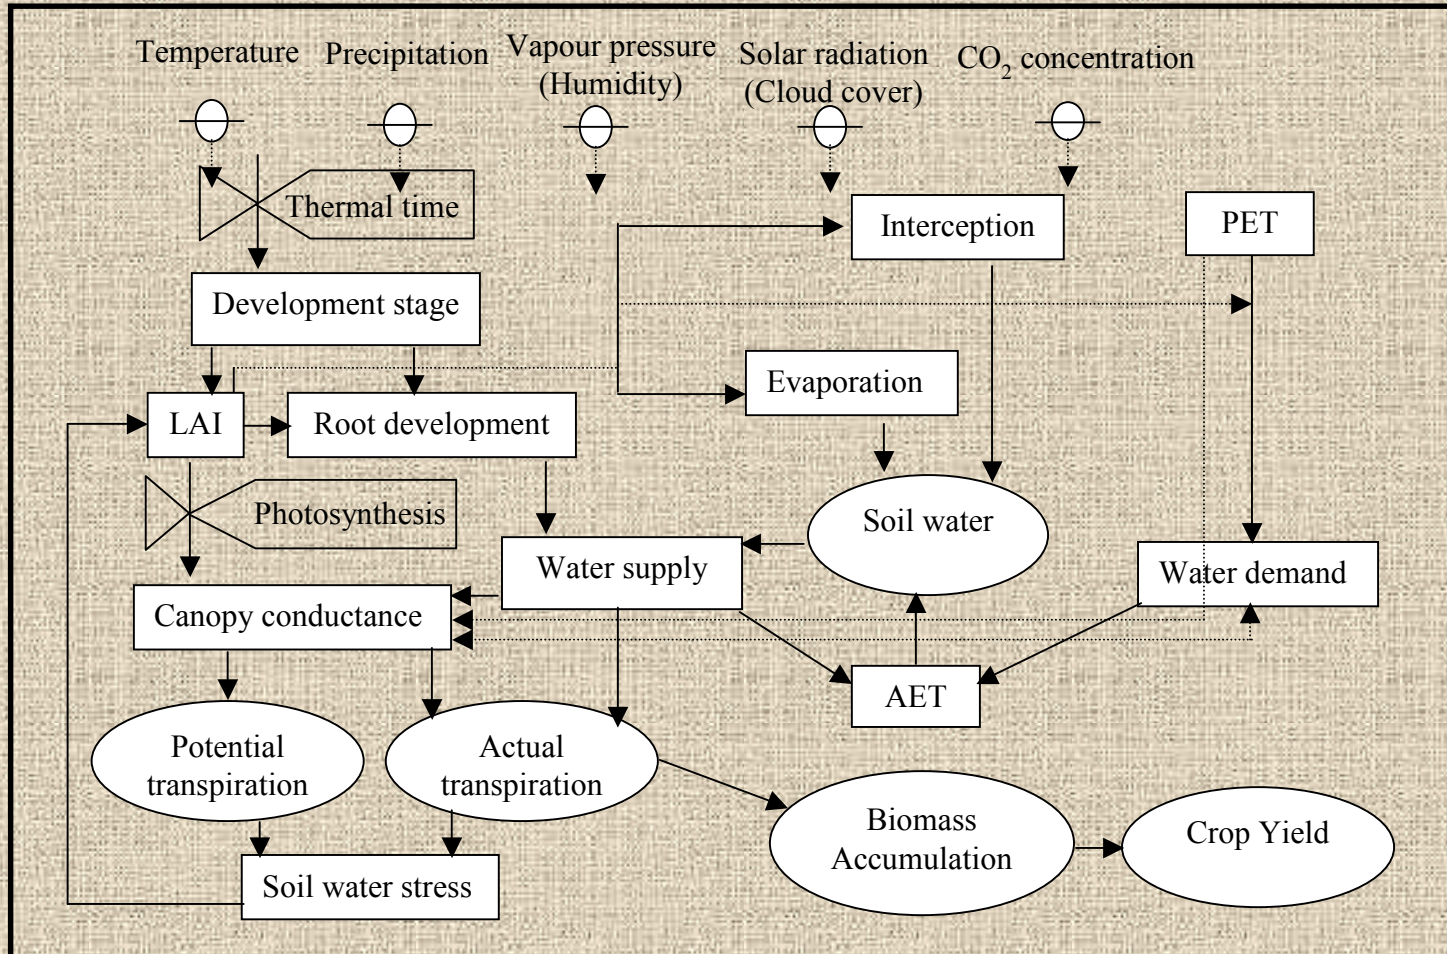 Temperature
Precipitation
Vapour pressure
(Humidity)
Solar radiation
(Cloud cover)
CO2 concentration
Thermal time
Interception
PET
Development stage
Evaporation
LAI
Root development
Photosynthesis
Soil water
Water supply
Water demand
Canopy conductance
AET
Potential
transpiration
Actual
transpiration
Biomass
Accumulation
Crop Yield
Soil water stress